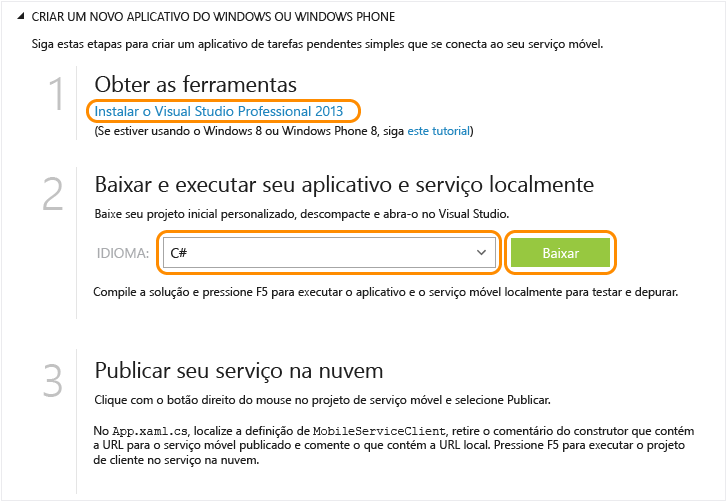 CRIAR UM NOVO APLICATIVO DO WINDOWS OU WINDOWS PHONE
Siga estas etapas para criar um aplicativo de tarefas pendentes simples que se conecta ao seu serviço móvel.
1
Obter as ferramentas
Instalar o Visual Studio Professional 2013
(Se estiver usando o Windows 8 ou Windows Phone 8, siga este tutorial)
2
Baixar e executar seu aplicativo e serviço localmente
Baixe seu projeto inicial personalizado, descompacte e abra-o no Visual Studio.
IDIOMA: C# Baixar
Compile a solução e pressione F5 para executar o aplicativo e o serviço móvel localmente para testar e depurar.
3
Publicar seu serviço na nuvem
Clique com o botão direito do mouse no projeto de serviço móvel e selecione Publicar.
No App.xaml.cs, localize a definição de MobileServiceClient, retire o comentário do construtor que contém
a URL para o serviço móvel publicado e comente o que contém a URL local. Pressione F5 para executar o projeto
de cliente no serviço na nuvem.